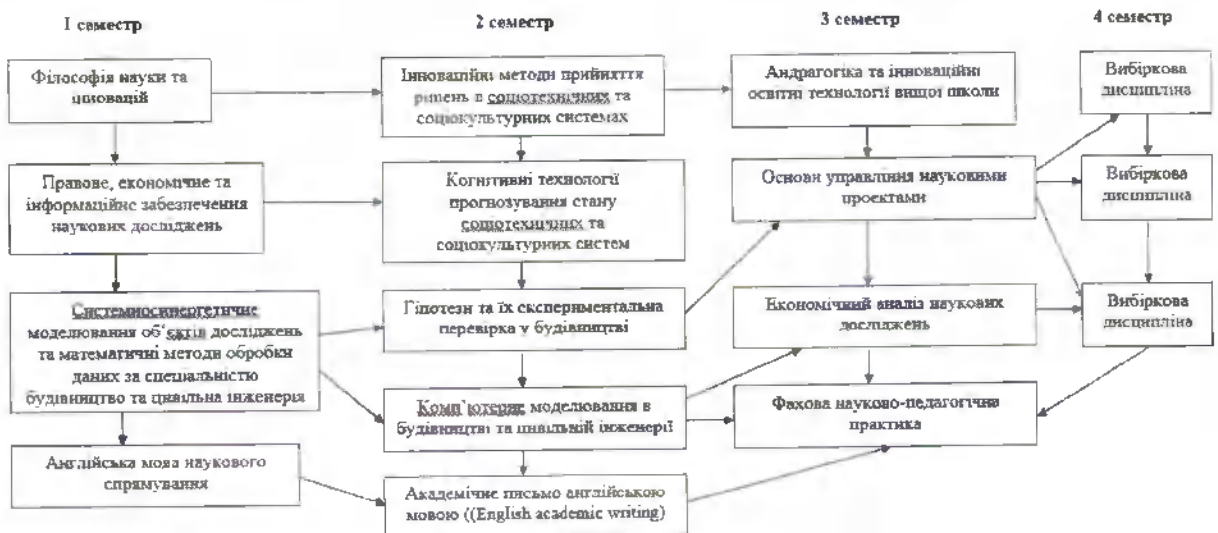 1 семестр
2 семестр
3 семестр
4 семестр
Філософія науки та
інновацій
Правове, економічне та
інформаційне забезпечення
наукових досліджень
Системносинергетичне
моделювання об'єктів досліджень
та математичні методи обробки
даних за спеціальністю
будівництво та цивільна інженерія
Англійська мова наукового
спрямування
Інноваційні методи прийняття
рішень в соціотехнічних та
соціокультурних системах
Когнітивні технології
прогнозування стану
соціотехнічних та
соціокультурних систем
Гіпотези та їх експериментальна
перевірка у будівництві
Комп'ютерне моделювання в
будівництві та цивільній інженерії
Академічне письмо англійською
мовою ((English academic writing)
Андрагогіка та інноваційні
освітні технології вищої школи
Основи управління науковими
проектами
Економічний аналіз наукових
досліджень
Фахова науково-педагогічна
практика
Вибіркова
дисципліна
Вибіркова
дисципліна
Вибіркова
дисципліна